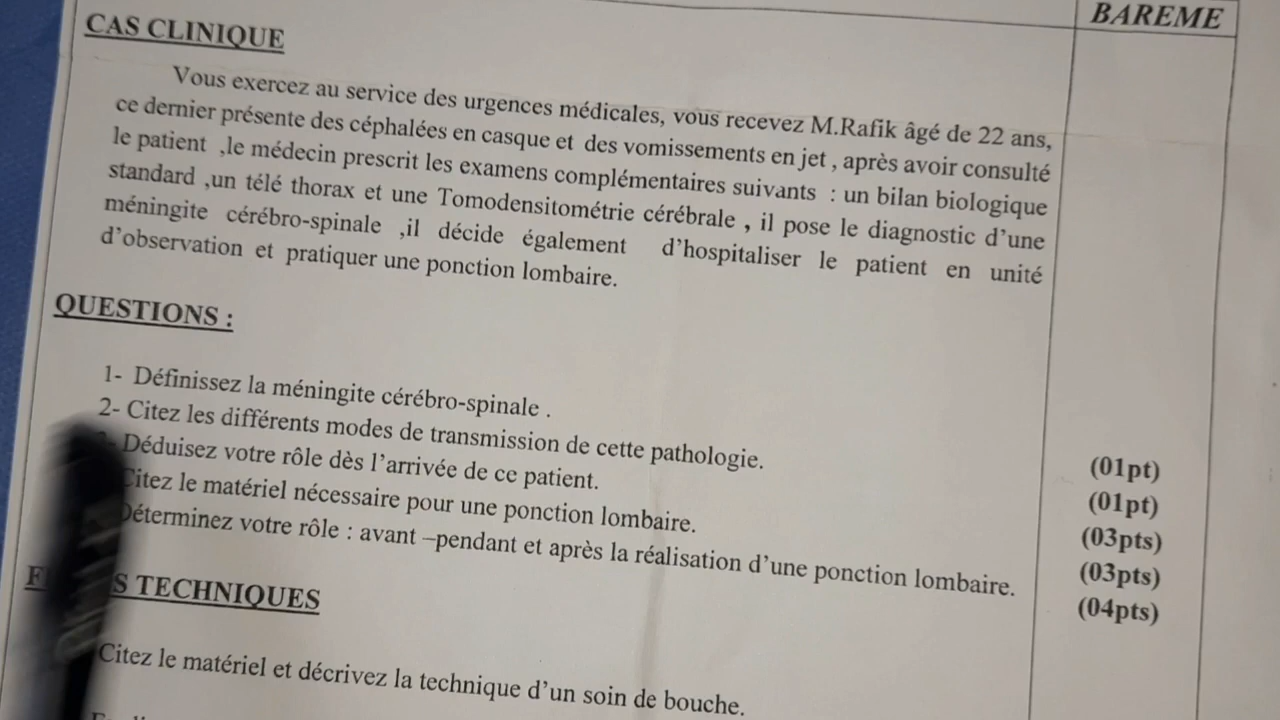 BAREME
CAS CLINIQUE
Vous exercez au service des urgences médicales, vous recevez M.Rafik âgé de 22 ans,
ce dernier présente des céphalées en casque et des vomissements en jet , après avoir consulté
le patient ,le médecin prescrit les examens complémentaires suivants : un bilan biologique
standard ,un télé thorax et une Tomodensitométrie cérébrale , il pose le diagnostic d’une
méningite cérébro-spinale ,il décide également d’hospitaliser le patient en unité
d’observation et pratiquer une ponction lombaire.
QUESTIONS :
1- Définissez la méningite cérébro-spinale .
2- Citez les différents modes de transmission de cette pathologie. (01pt)
Déduisez votre rôle dès l’arrivée de ce patient. (01pt)
Citez le matériel nécessaire pour une ponction lombaire. (03pts)
Déterminez votre rôle : avant –pendant et après la réalisation d’une ponction lombaire. (03pts)
(04pts)
S TECHNIQUES
Citez le matériel et décrivez la technique d’un soin de bouche.